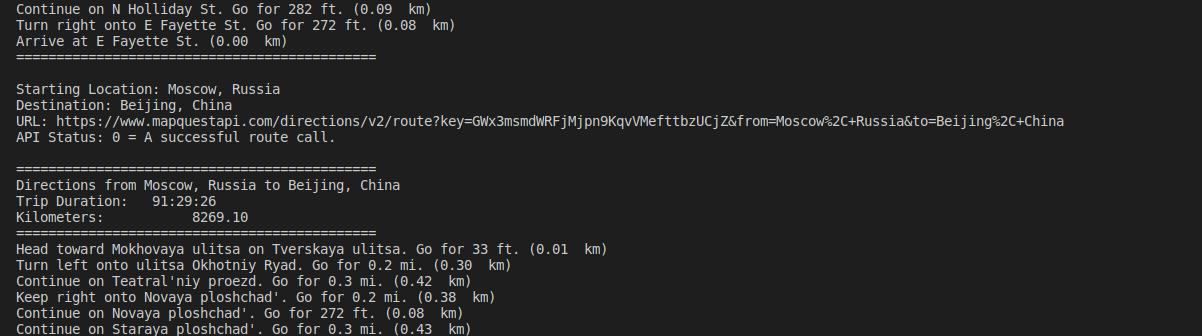 Continue on N Holliday St. Go for 282 ft. (0.09  km)
Turn right onto E Fayette St. Go for 272 ft. (0.08  km)
Arrive at E Fayette St. (0.00  km)
=============================================
Starting Location: Moscow, Russia
Destination: Beijing, China
URL: https://www.mapquestapi.com/directions/v2/route?key=GWx3msmdWRFjMjpn9KqvVMefttbzUCjZ&from=Moscow%2C+Russia&to=Beijing%2C+China
API Status: 0 = A successful route call.
=============================================
Directions from Moscow, Russia to Beijing, China
Trip Duration:   91:29:26
Kilometers:           8269.10
=============================================
Head toward Mokhovaya ulitsa on Tverskaya ulitsa. Go for 33 ft. (0.01  km)
Turn left onto ulitsa Okhotniy Ryad. Go for 0.2 mi. (0.30  km)
Continue on Teatral'niy proezd. Go for 0.3 mi. (0.42  km)
Keep right onto Novaya ploshchad'. Go for 0.2 mi. (0.38  km)
Continue on Novaya ploshchad'. Go for 272 ft. (0.08  km)
Continue on Staraya ploshchad'. Go for 0.3 mi. (0.43  km)